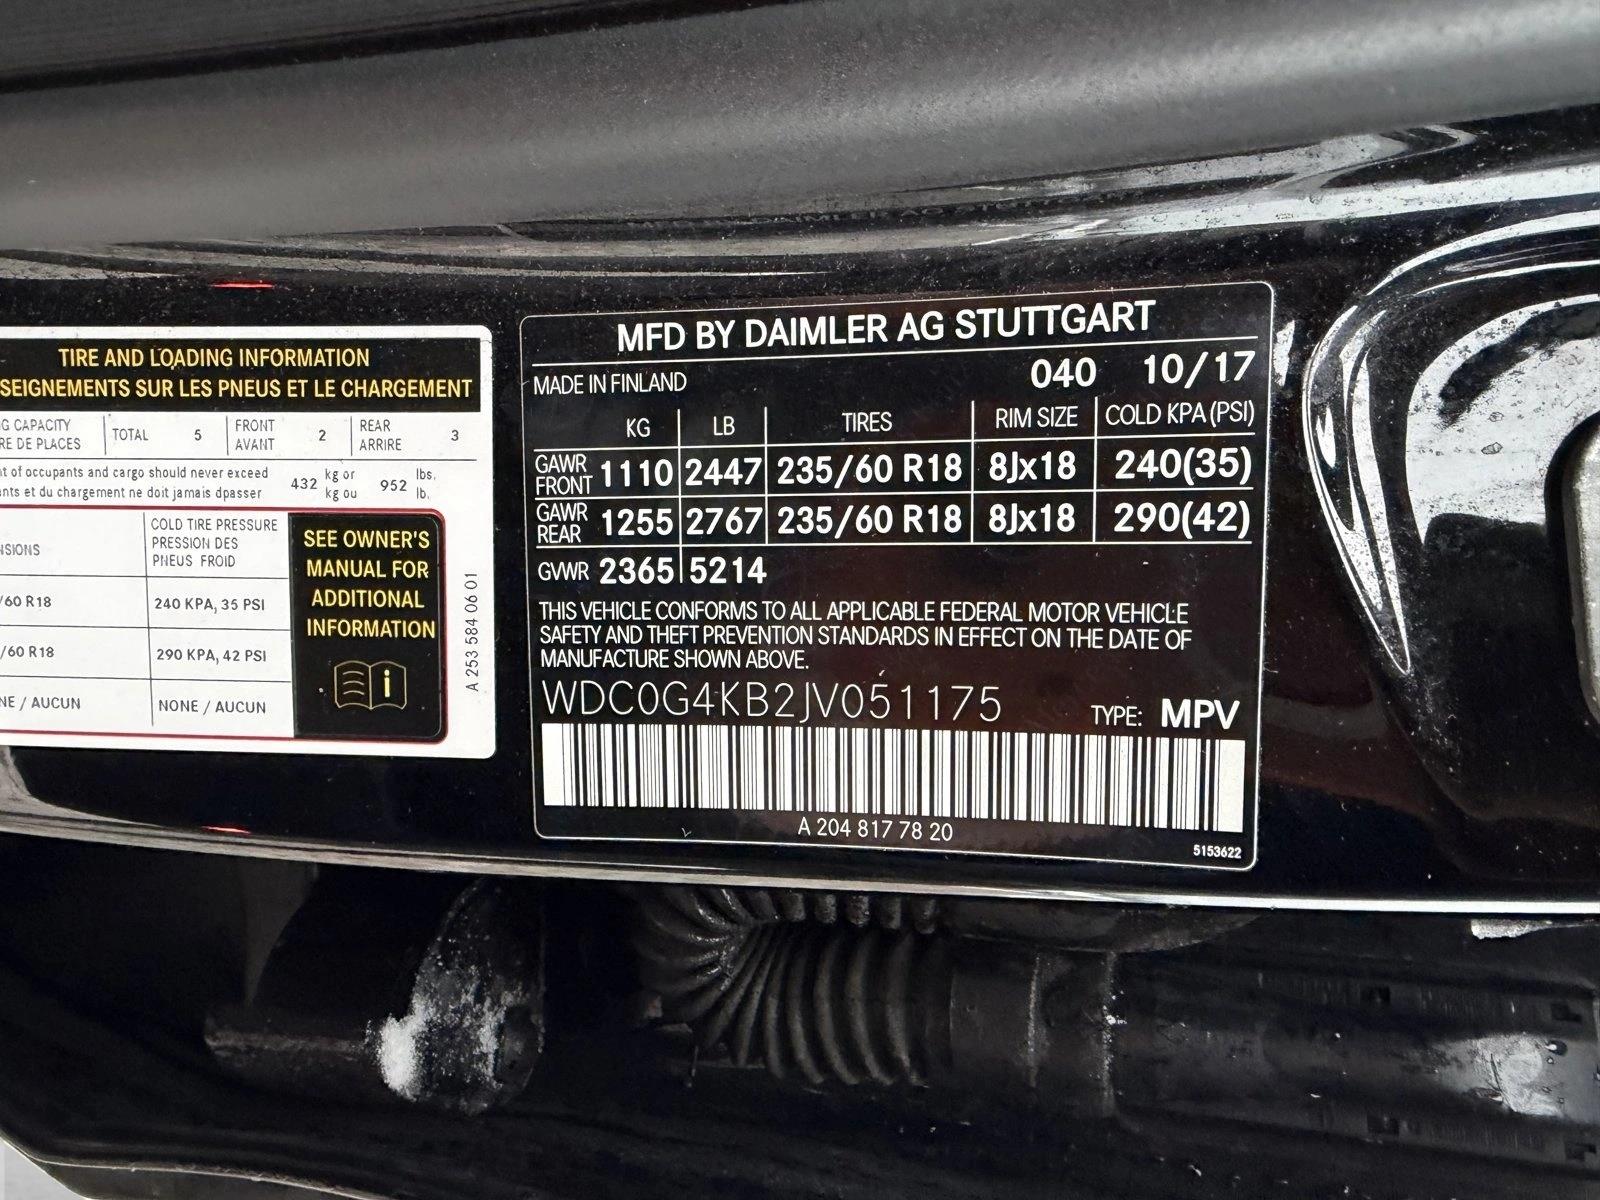 TIRE AND LOADING INFORMATION
SEIGNEMENTS SUR LES PNEUS ET LE CHARGEMENT
G CAPACITY
RE DE PLACES
TOTAL 5
FRONT
AVANT 2
REAR
ARRIRE 3
nt of occupants and cargo should never exceed
ants et du chargement ne doit jamais dpasser
432 kg or
kg ou
952 lbs.
lb.
NSIONS
COLD TIRE PRESSURE
PRESSION DES
PNEUS FROID
/60 R18 240 KPA, 35 PSI
/60 R18 290 KPA, 42 PSI
NE / AUCUN NONE / AUCUN
SEE OWNER'S
MANUAL FOR
ADDITIONAL
INFORMATION
i
A 253 584 06 01
MFD BY DAIMLER AG STUTTGART
MADE IN FINLAND 040 10/17
KG LB TIRES RIM SIZE COLD KPA (PSI)
GAWR
FRONT 1110 2447 235/60 R18 8Jx18 240(35)
GAWR
REAR 1255 2767 235/60 R18 8Jx18 290(42)
GVWR 2365 5214
THIS VEHICLE CONFORMS TO ALL APPLICABLE FEDERAL MOTOR VEHICLE
SAFETY AND THEFT PREVENTION STANDARDS IN EFFECT ON THE DATE OF
MANUFACTURE SHOWN ABOVE.
WDC0G4KB2JV051175 TYPE: MPV
A 204 817 78 20
5153622